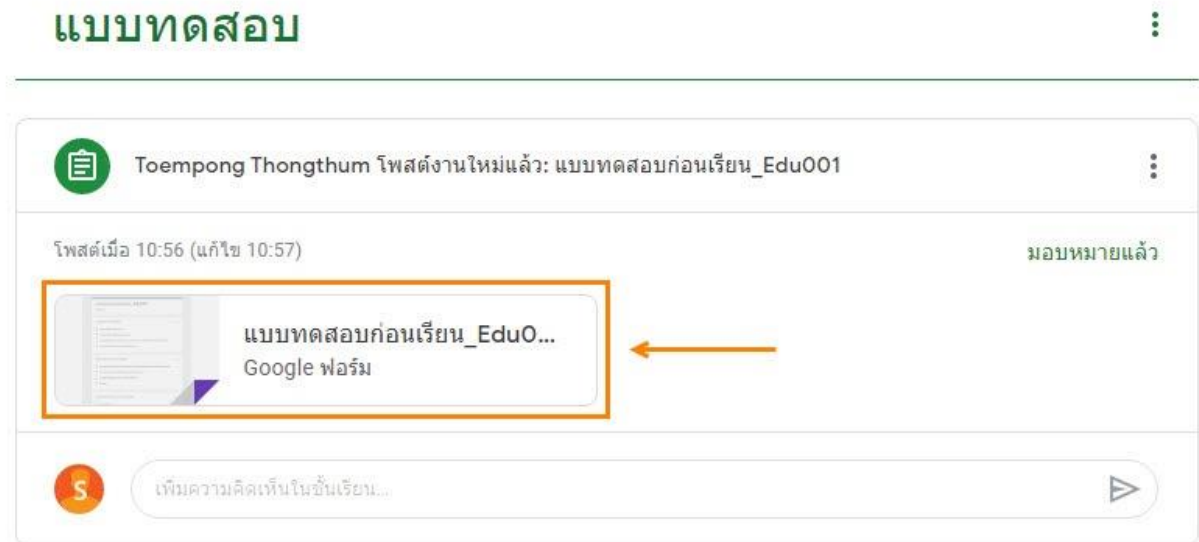 แบบทดสอบ
Toempong Thongthum โพสต์งานใหม่แล้ว: แบบทดสอบก่อนเรียน_Edu001
โพสต์เมื่อ 10:56 (แก้ไข 10:57)
มอบหมายแล้ว
แบบทดสอบก่อนเรียน_Edu0...
Google ฟอร์ม
S
เพิ่มความคิดเห็นในชั้นเรียน...